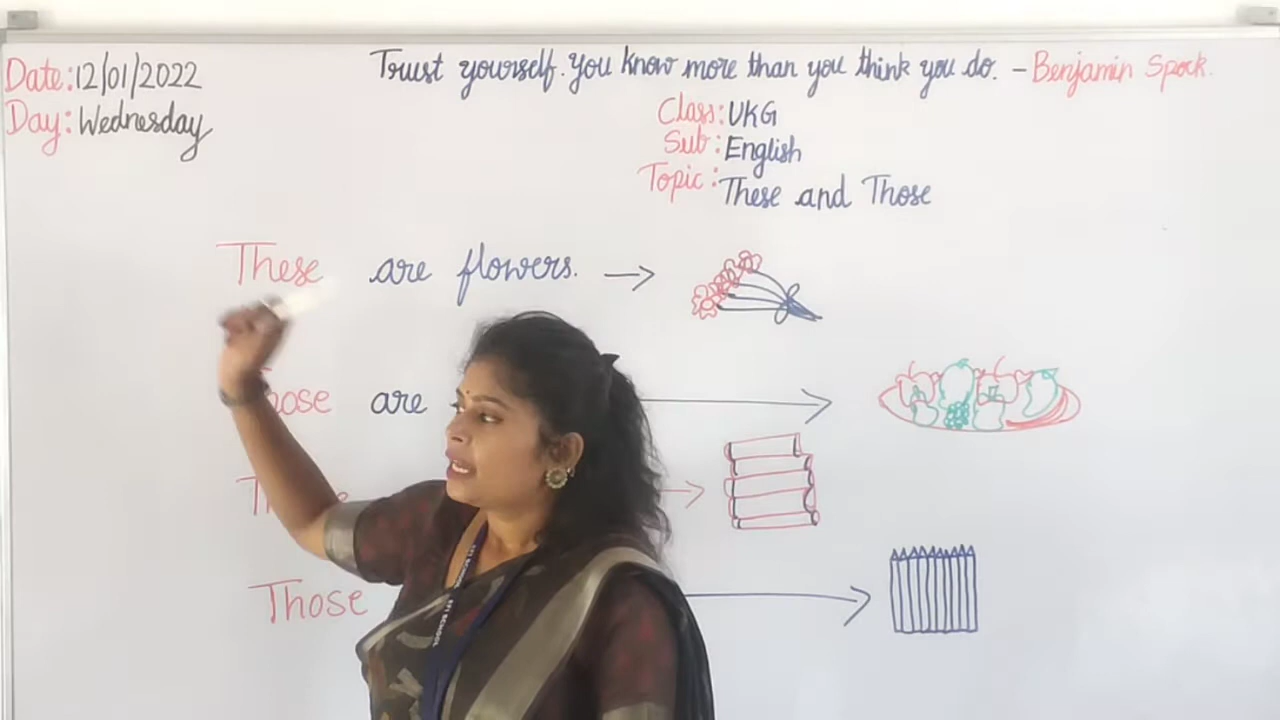 Date: 12/01/2022
Day: Wednesday
Trust yourself. You know more than you think you do. - Benjamin Spock.
Class: UKG
Sub: English
Topic: These and Those
These are flowers.
are
Those
SCHOOL